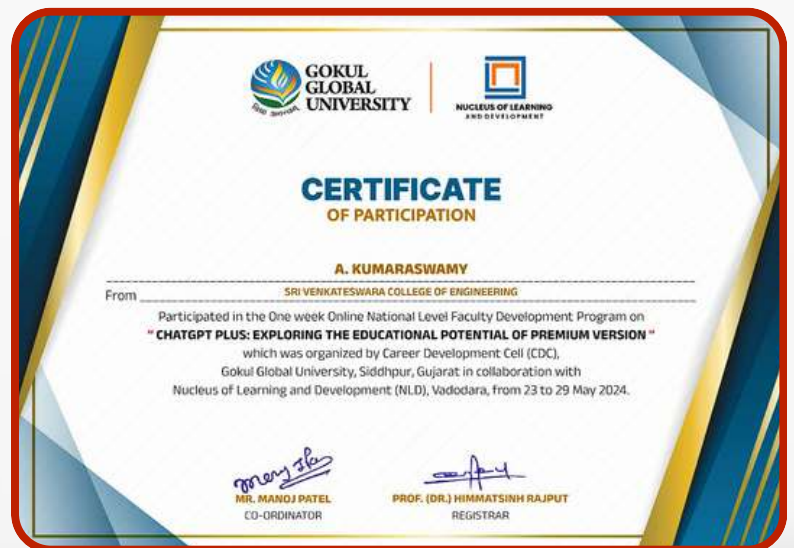 GOKUL
GLOBAL
UNIVERSITY
NUCLEUS OF LEARNING
AND DEVELOPMENT
CERTIFICATE
OF PARTICIPATION
A. KUMARASWAMY
From SRI VENKATESWARA COLLEGE OF ENGINEERING
Participated in the One week Online National Level Faculty Development Program on
" CHATGPT PLUS: EXPLORING THE EDUCATIONAL POTENTIAL OF PREMIUM VERSION "
which was organized by Career Development Cell (CDC),
Gokul Global University, Siddhpur, Gujarat in collaboration with
Nucleus of Learning and Development (NLD), Vadodara, from 23 to 29 May 2024.
MR. MANOJ PATEL
CO-ORDINATOR
PROF. (DR.) HIMMATSINH RAJPUT
REGISTRAR